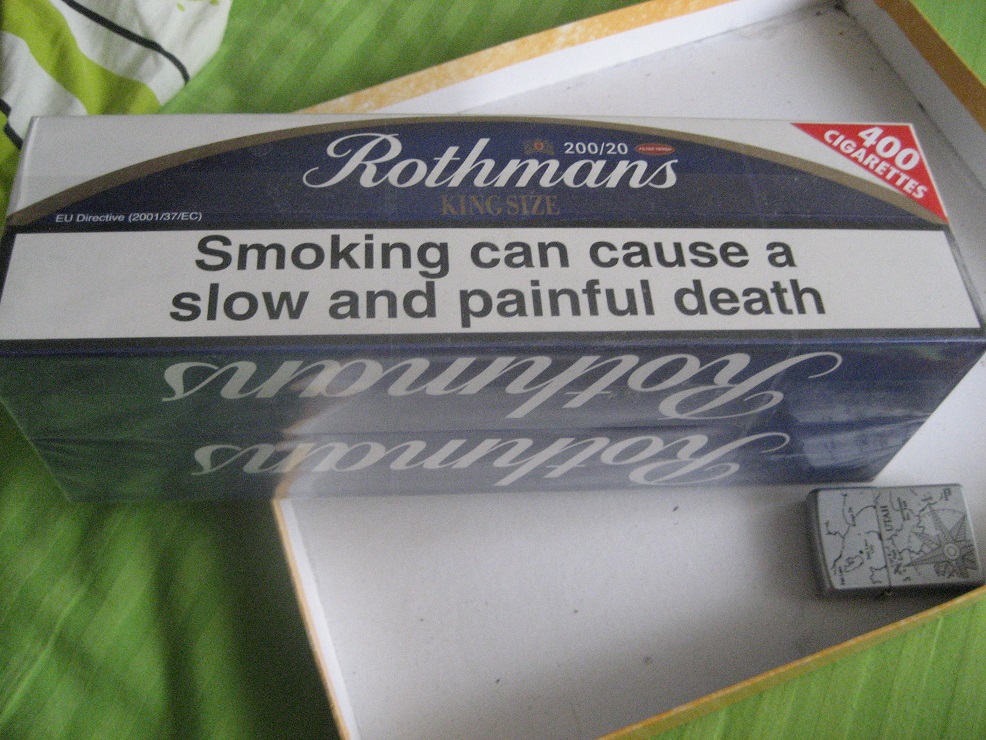 400
CIGARETTES
Rothmans
200/20
KING SIZE
EU Directive (2001/37/EC)
Smoking can cause a
slow and painful death
Rothmans
Rothmans
UTAH